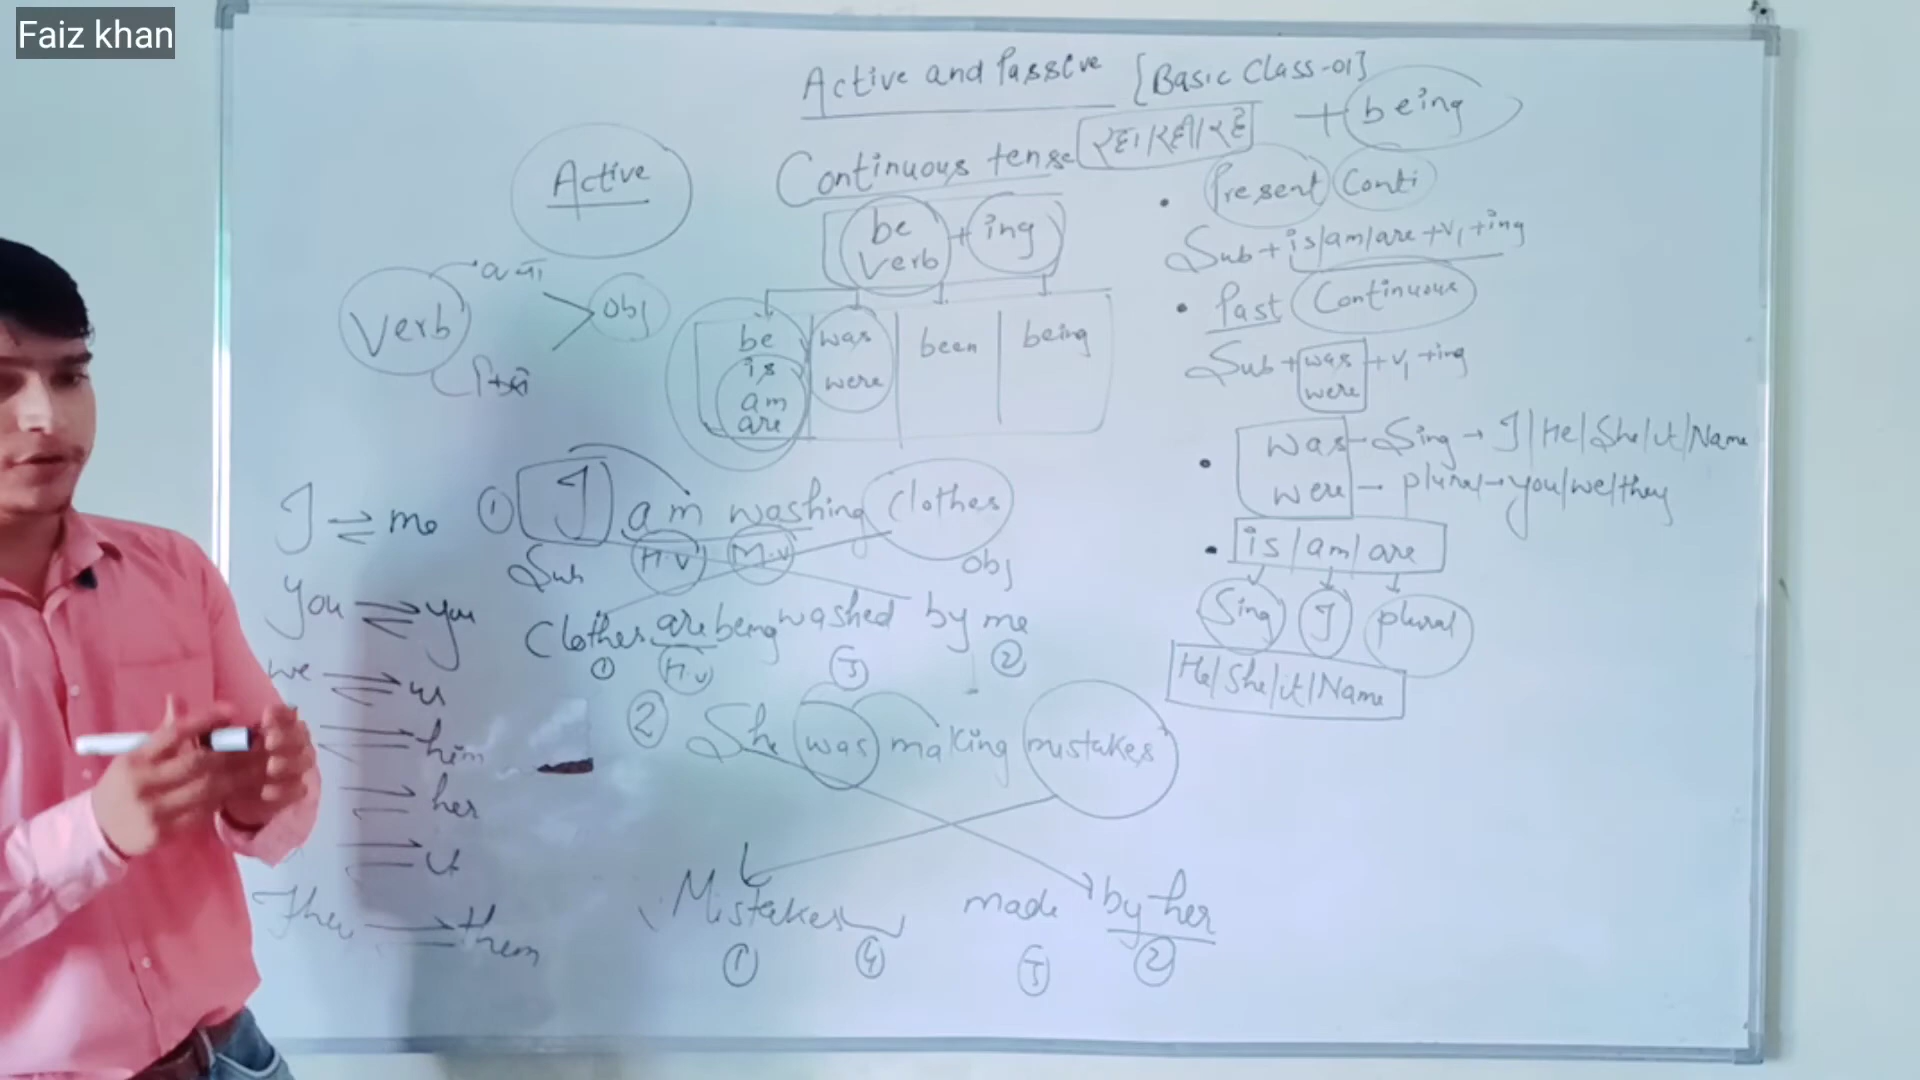 Faiz khan
Active and Passive [Basic Class-01]
Continuous tense रहा/रही/रहे + being
Active
be verb + ing
Verb
obj
be is am are
was were
been
being
• Present Conti
Sub + is/am/are + V1 + ing
• Past Continuous
Sub + was were + V1 + ing
• was - Sing → I/He/She/it/Name
were - plural → you/we/they
• is/am/are
Sing I plural
He/She/it/Name
I ⇌ me
you ⇌ you
we ⇌ us
him
her
it
They ⇌ them
① I am washing clothes
Sub H.V M.V Obj
Clothes are being washed by me
① H.V ③ ②
② She was making mistakes
Mistakes made by her
① ④ ③ ②